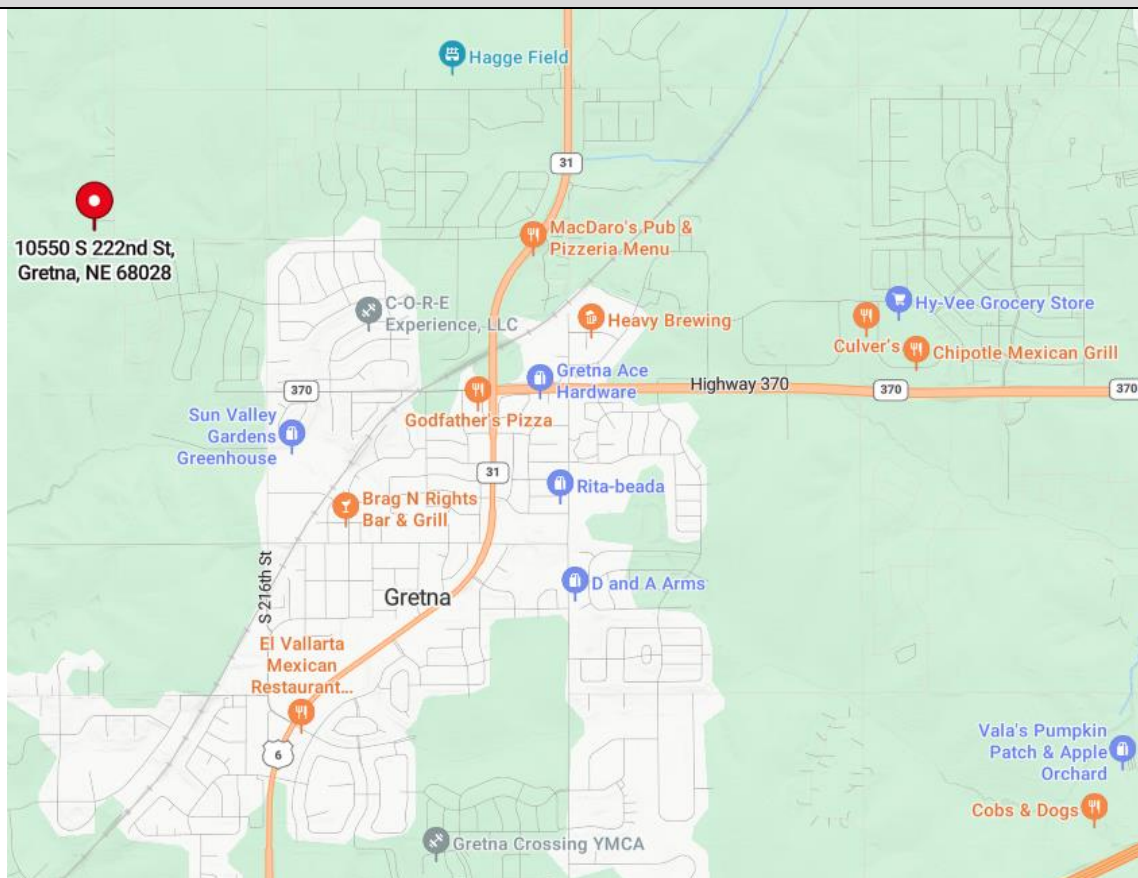 Hagge Field
31
10550 S 222nd St,
Gretna, NE 68028
MacDaro's Pub &
Pizzeria Menu
C-O-R-E
Experience, LLC
Heavy Brewing
Hy-Vee Grocery Store
Culver's
Chipotle Mexican Grill
Gretna Ace
Hardware
Highway 370
370
370
370
Godfather's Pizza
Sun Valley
Gardens
Greenhouse
31
Rita-beada
Brag N Rights
Bar & Grill
S 216th St
D and A Arms
Gretna
El Vallarta
Mexican
Restaurant...
6
Vala's Pumpkin
Patch & Apple
Orchard
Cobs & Dogs
Gretna Crossing YMCA